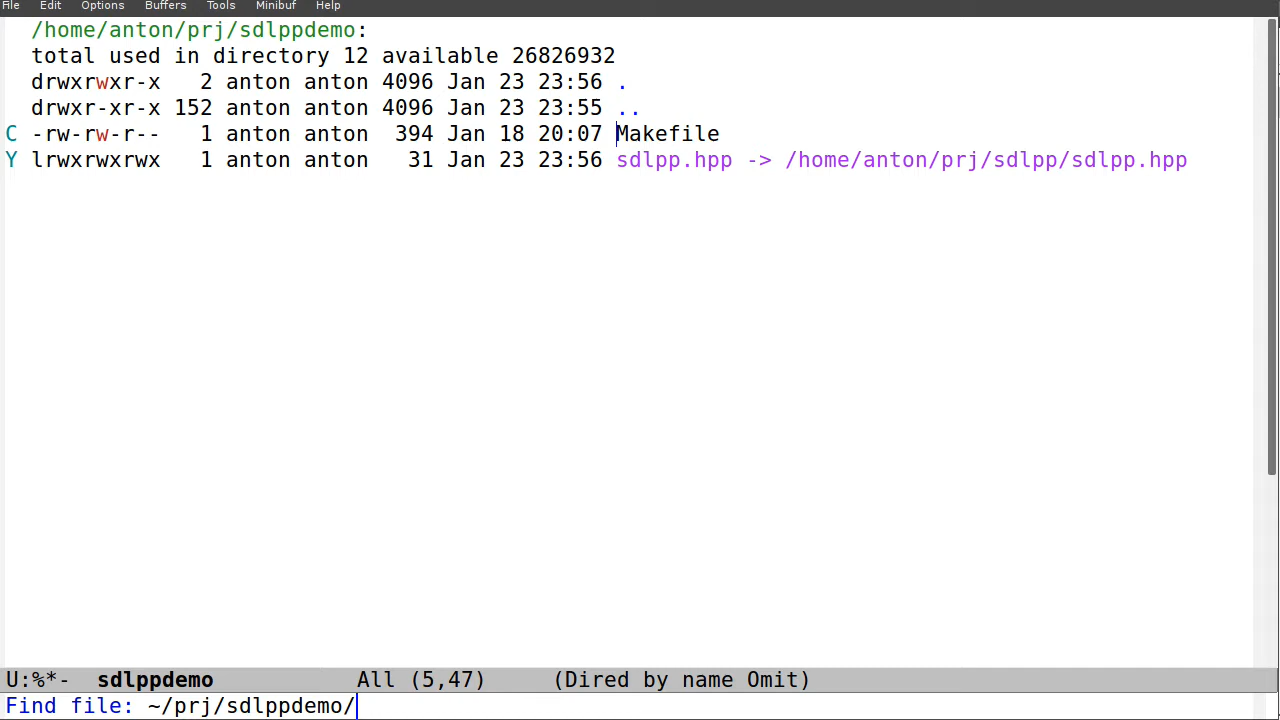 File Edit Options Buffers Tools Minibuf Help
/home/anton/prj/sdlppdemo:
total used in directory 12 available 26826932
drwxrwxr-x   2 anton anton 4096 Jan 23 23:56 .
drwxr-xr-x 152 anton anton 4096 Jan 23 23:55 ..
C -rw-rw-r--   1 anton anton  394 Jan 18 20:07 Makefile
Y lrwxrwxrwx   1 anton anton   31 Jan 23 23:56 sdlpp.hpp -> /home/anton/prj/sdlpp/sdlpp.hpp
U:%*-  sdlppdemo           All (5,47)     (Dired by name Omit)
Find file: ~/prj/sdlppdemo/